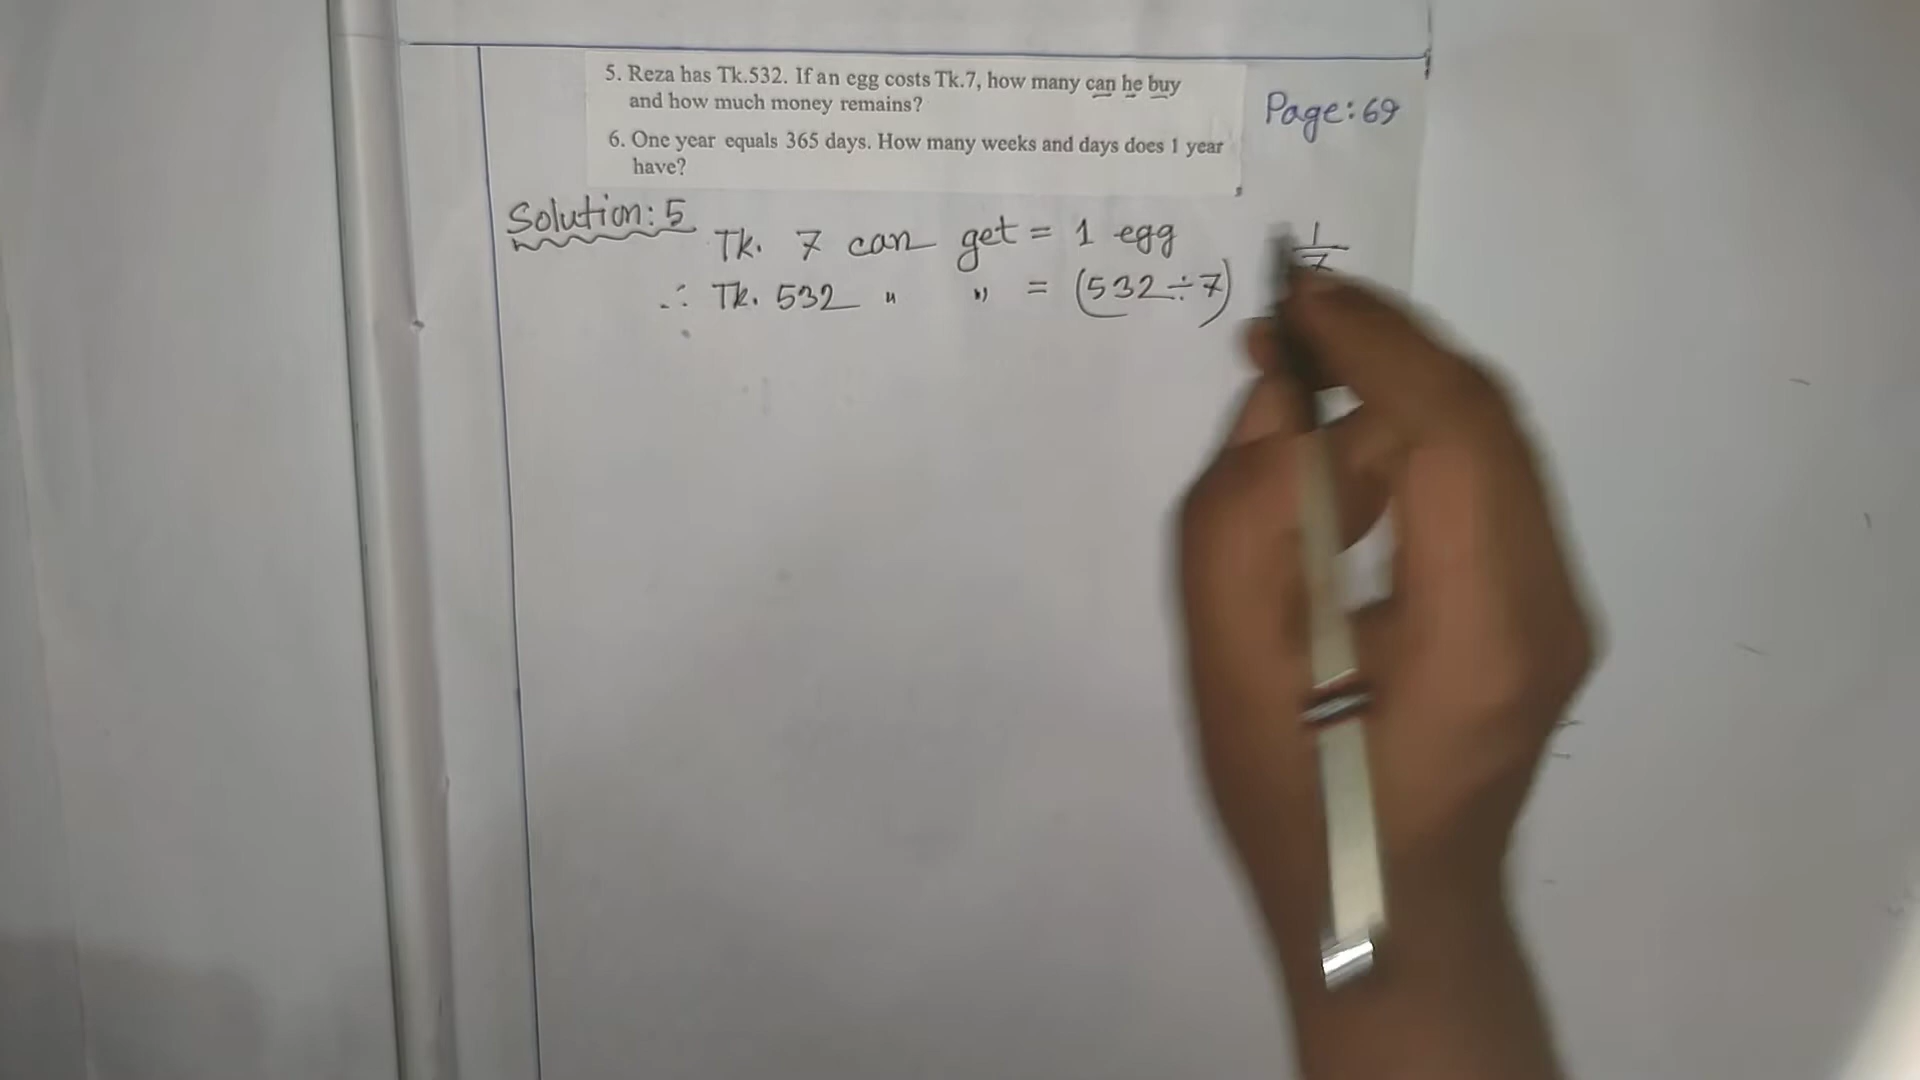 5. Reza has Tk.532. If an egg costs Tk.7, how many can he buy
and how much money remains?
Page: 69
6. One year equals 365 days. How many weeks and days does 1 year
have?
Solution: 5
Tk. 7 can get = 1 egg
1/7
∴ Tk. 532 " " = (532÷7)